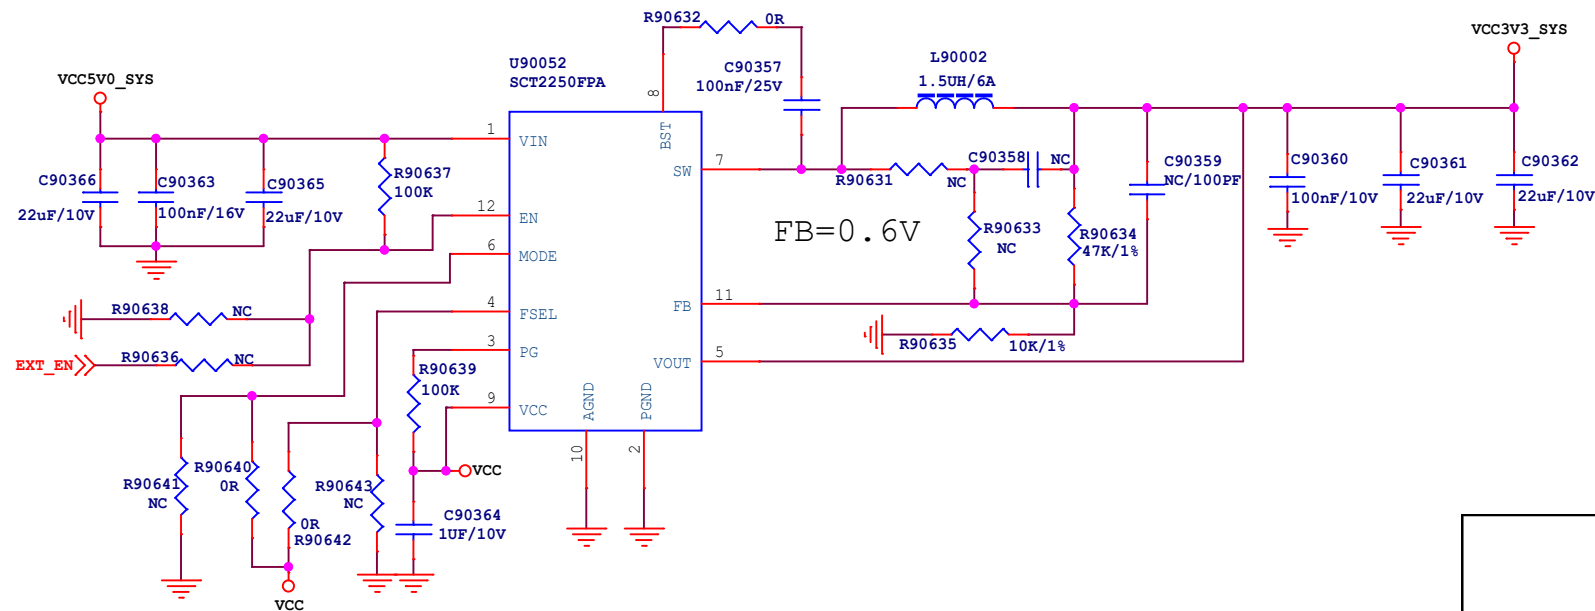 R90632
0R
VCC3V3_SYS
U90052
SCT2250FPA
C90357
100nF/25V
L90002
1.5UH/6A
VCC5V0_SYS
8
BST
1
VIN
C90366
22uF/10V
C90363
100nF/16V
C90365
22uF/10V
R90637
100K
SW
7
R90631
NC
C90358
NC
C90359
NC/100PF
C90360
100nF/10V
C90361
22uF/10V
C90362
22uF/10V
12
EN
6
MODE
FB=0.6V
R90633
NC
R90634
47K/1%
R90638
NC
4
FSEL
FB
11
EXT_EN
R90636
NC
3
PG
R90639
100K
R90635
10K/1%
VOUT
5
9
VCC
AGND
PGND
10
2
R90641
NC
R90640
0R
0R
R90642
R90643
NC
VCC
C90364
1UF/10V
VCC